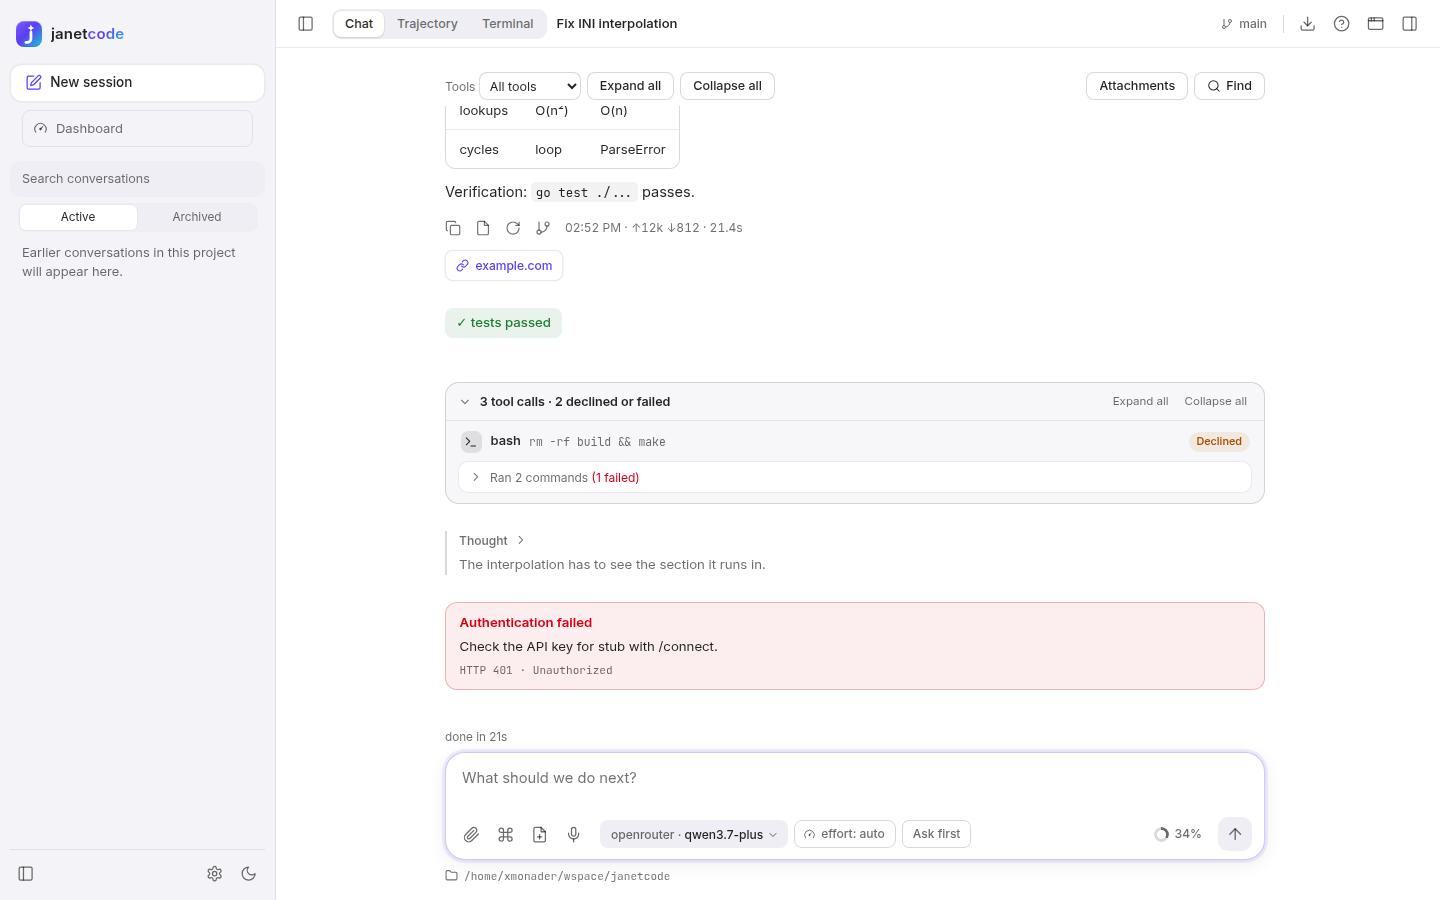 janetcode
New session
Dashboard
Search conversations
Active Archived
Earlier conversations in this project
will appear here.
Chat Trajectory Terminal Fix INI interpolation main
Tools All tools Expand all Collapse all Attachments Find
lookups O(n²) O(n)
cycles loop ParseError
Verification: go test ./... passes.
02:52 PM · ↑12k ↓812 · 21.4s
example.com
✓ tests passed
3 tool calls · 2 declined or failed Expand all Collapse all
bash rm -rf build && make Declined
Ran 2 commands (1 failed)
Thought
The interpolation has to see the section it runs in.
Authentication failed
Check the API key for stub with /connect.
HTTP 401 · Unauthorized
done in 21s
What should we do next?
openrouter · qwen3.7-plus effort: auto Ask first 34%
/home/xmonader/wspace/janetcode